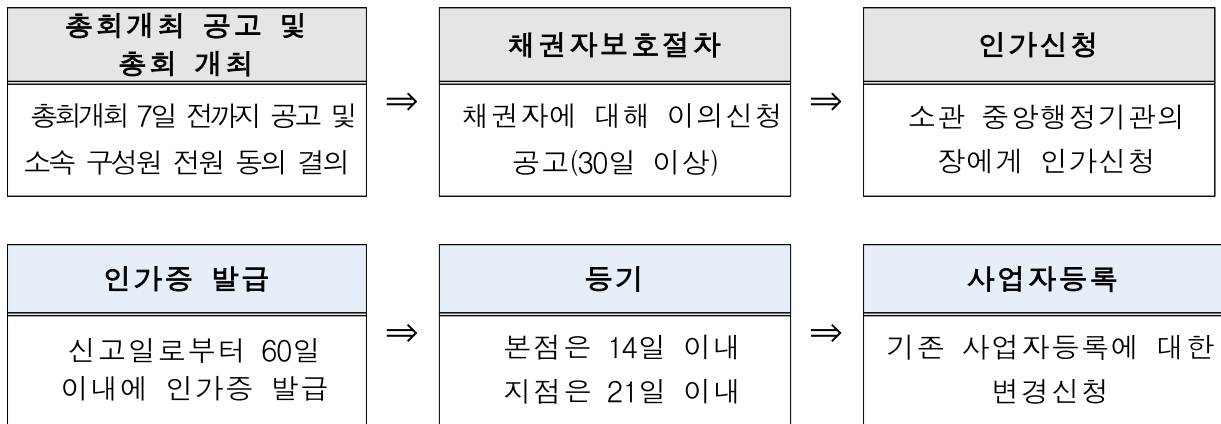 총회개최 공고 및
총회 개최
총회개회 7일 전까지 공고 및
소속 구성원 전원 동의 결의
⇒
채권자보호절차
채권자에 대해 이의신청
공고(30일 이상)
⇒
인가신청
소관 중앙행정기관의
장에게 인가신청
인가증 발급
신고일로부터 60일
이내에 인가증 발급
⇒
등기
본점은 14일 이내
지점은 21일 이내
⇒
사업자등록
기존 사업자등록에 대한
변경신청